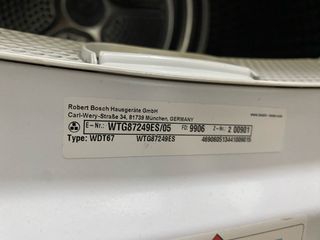 Robert Bosch Hausgeräte GmbH
Carl-Wery-Straße 34, 81739 München, GERMANY
E - Nr.: WTG87249ES/05 FD: 9906 Z - Nr.: 2 00901
Type: WDT67 WTG87249ES